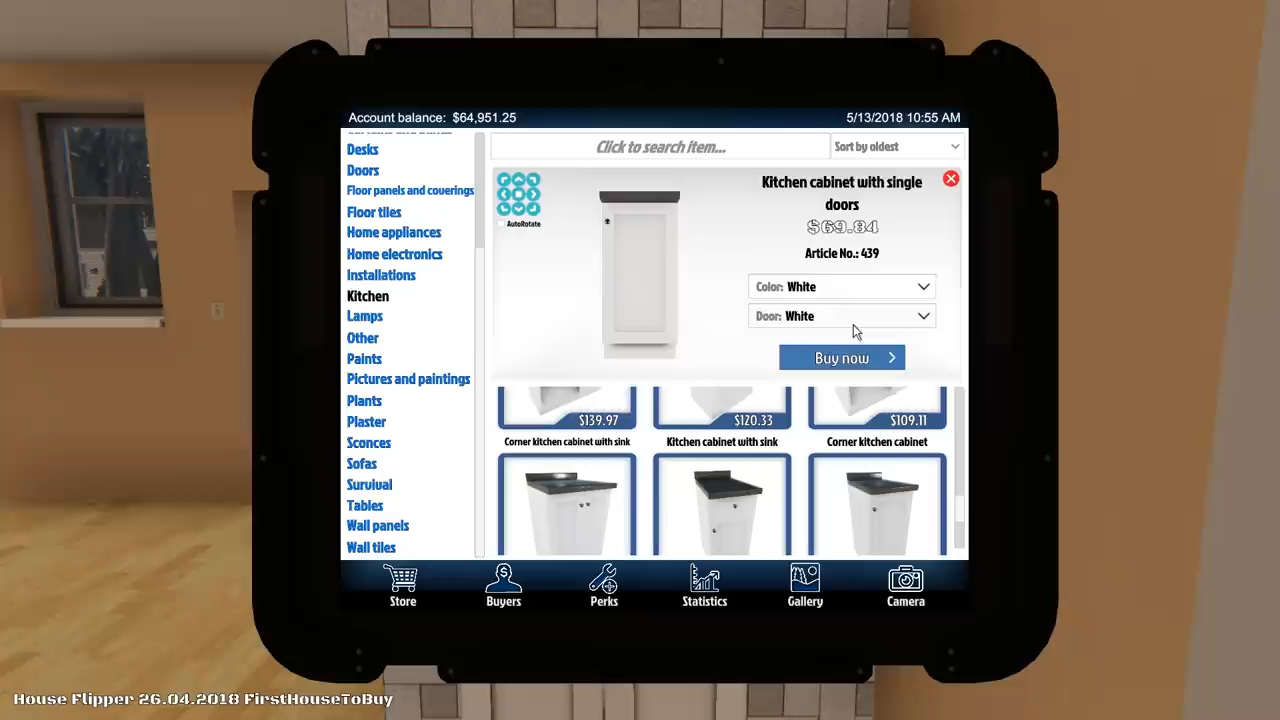 Account balance: $64,951.25
5/13/2018 10:55 AM
Desks
Doors
Floor panels and coverings
Floor tiles
Home appliances
Home electronics
Installations
Kitchen
Lamps
Other
Paints
Pictures and paintings
Plants
Plaster
Sconces
Sofas
Survival
Tables
Wall panels
Wall tiles
Click to search item...
Sort by oldest
AutoRotate
Kitchen cabinet with single
doors
$69.84
Article No.: 439
Color: White
Door: White
Buy now
$139.97
$120.33
$109.11
Corner kitchen cabinet with sink
Kitchen cabinet with sink
Corner kitchen cabinet
Store
Buyers
Perks
Statistics
Gallery
Camera
House Flipper 26.04.2018 FirstHouseToBuy